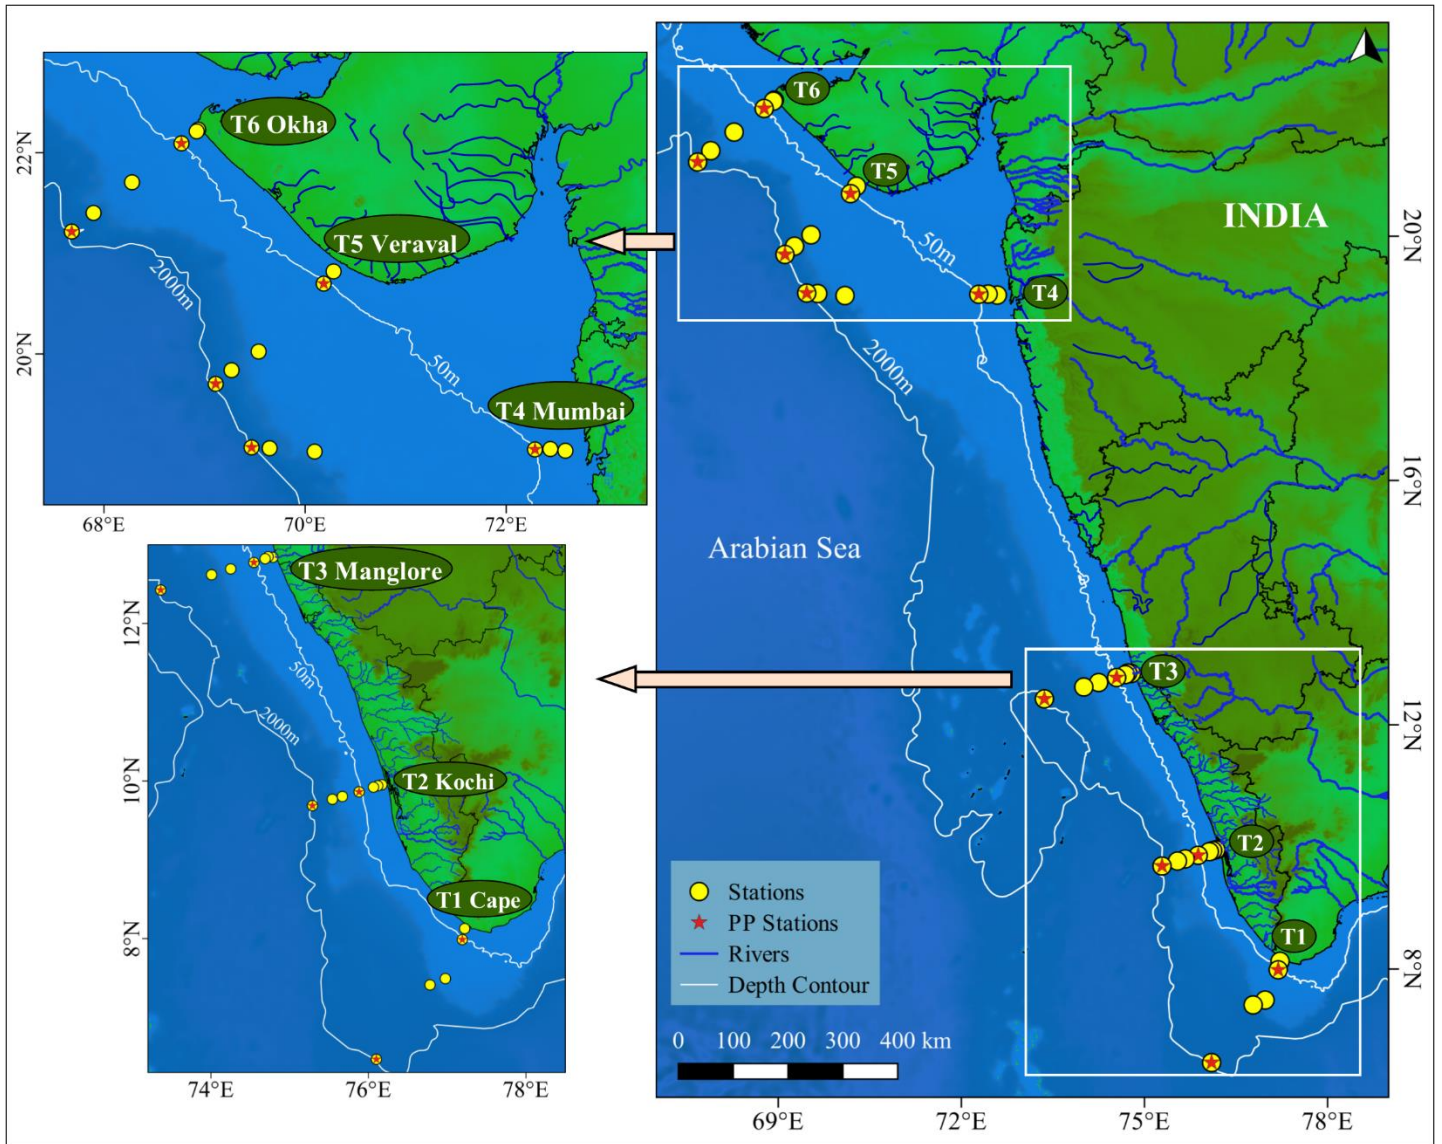 T6 Okha
T5 Veraval
T4 Mumbai
2000m
50m
22°N
20°N
68°E
70°E
72°E
T3 Manglore
T2 Kochi
T1 Cape
50m
2000m
12°N
10°N
8°N
74°E
76°E
78°E
T6
T5
T4
INDIA
50m
2000m
Arabian Sea
T3
T2
T1
20°N
16°N
12°N
8°N
Stations
PP Stations
Rivers
Depth Contour
0 100 200 300 400 km
69°E
72°E
75°E
78°E